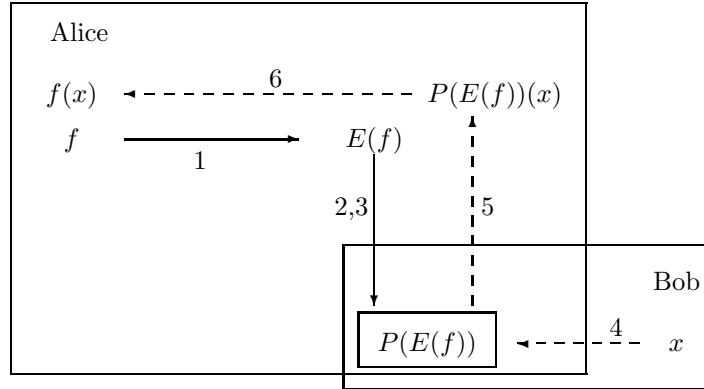 Alice
6
f(x) P(E(f))(x)
f E(f)
1
2,3 5
Bob
4
P(E(f)) x